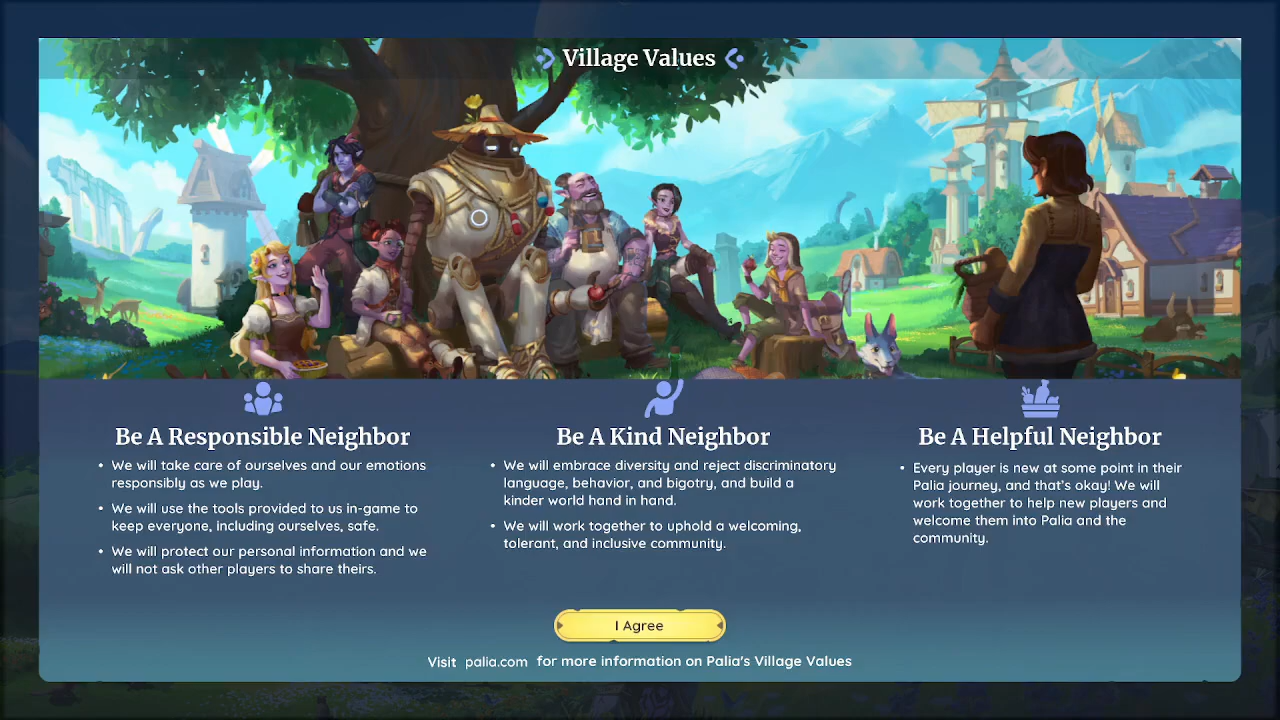 Village Values
Be A Responsible Neighbor
• We will take care of ourselves and our emotions
responsibly as we play.
• We will use the tools provided to us in-game to
keep everyone, including ourselves, safe.
• We will protect our personal information and we
will not ask other players to share theirs.
Be A Kind Neighbor
• We will embrace diversity and reject discriminatory
language, behavior, and bigotry, and build a
kinder world hand in hand.
• We will work together to uphold a welcoming,
tolerant, and inclusive community.
Be A Helpful Neighbor
• Every player is new at some point in their
Palia journey, and that's okay! We will
work together to help new players and
welcome them into Palia and the
community.
I Agree
Visit palia.com for more information on Palia's Village Values